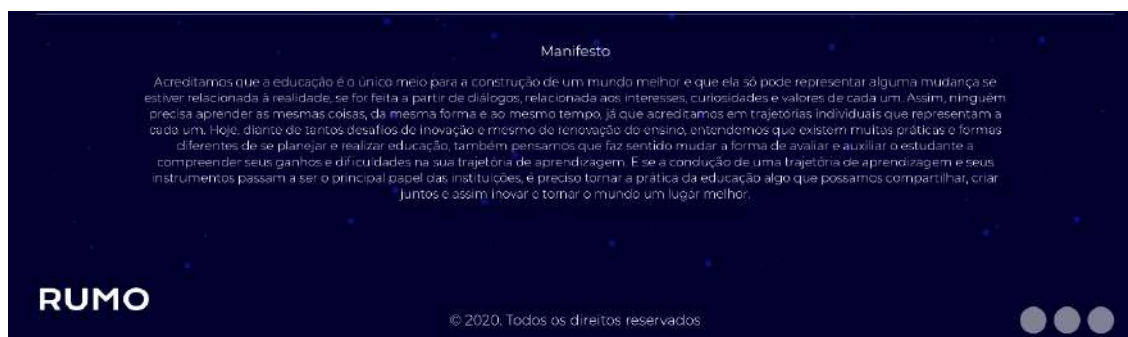 Manifesto
Acreditamos que a educação é o único meio para a construção de um mundo melhor e que ela só pode representar alguma mudança se
estiver relacionada à realidade, se for feita a partir de diálogos, relacionada aos interesses, curiosidades e valores de cada um. Assim, ninguém
precisa aprender as mesmas coisas, da mesma forma e ao mesmo tempo, já que acreditamos em trajetórias individuais que representam a
cada um. Hoje, diante de tantos desafios de inovação e mesmo de renovação do ensino, entendemos que existem muitas práticas e formas
diferentes de se planejar e realizar educação, também pensamos que faz sentido mudar a forma de avaliar e auxiliar o estudante a
compreender seus ganhos e dificuldades na sua trajetória de aprendizagem. E se a condução de uma trajetória de aprendizagem e seus
instrumentos passam a ser o principal papel das instituições, é preciso tornar a prática da educação algo que possamos compartilhar, criar
juntos e assim inovar e tornar o mundo um lugar melhor.
RUMO
© 2020, Todos os direitos reservados